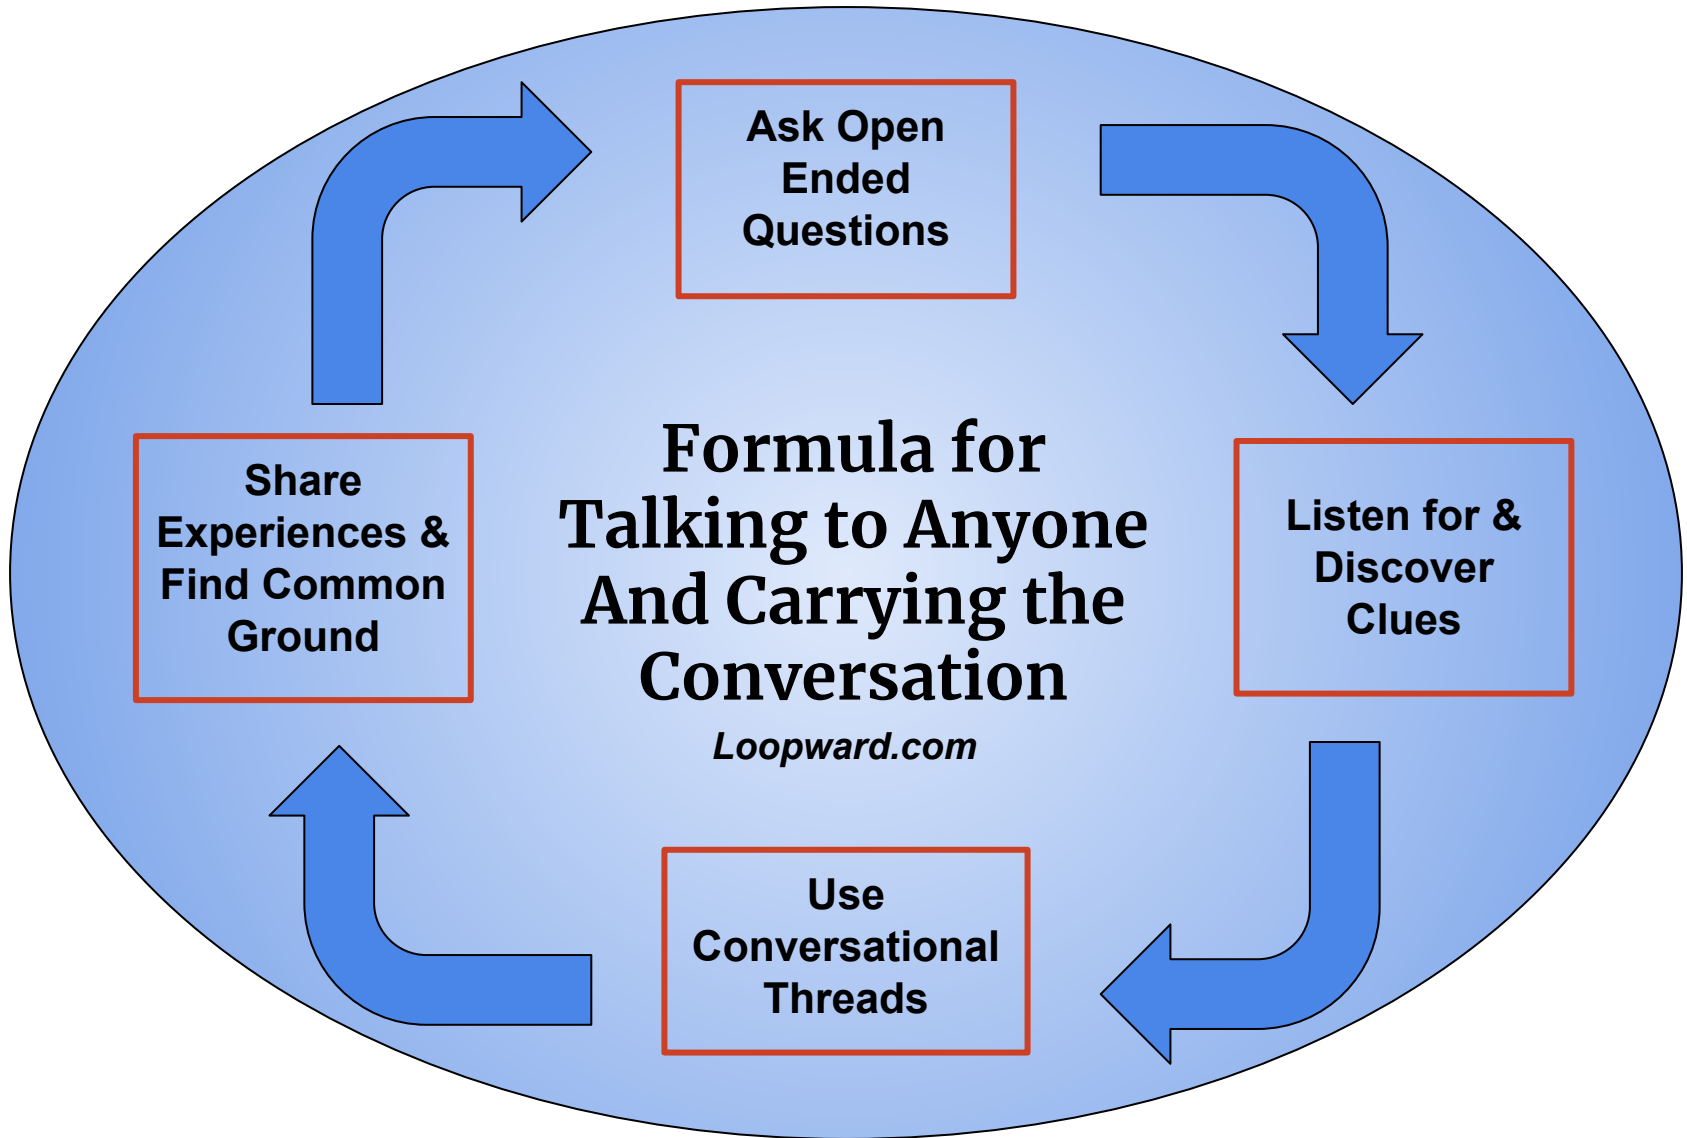 Ask Open
Ended
Questions
Listen for &
Discover
Clues
Use
Conversational
Threads
Share
Experiences &
Find Common
Ground
Formula for
Talking to Anyone
And Carrying the
Conversation
Loopward.com